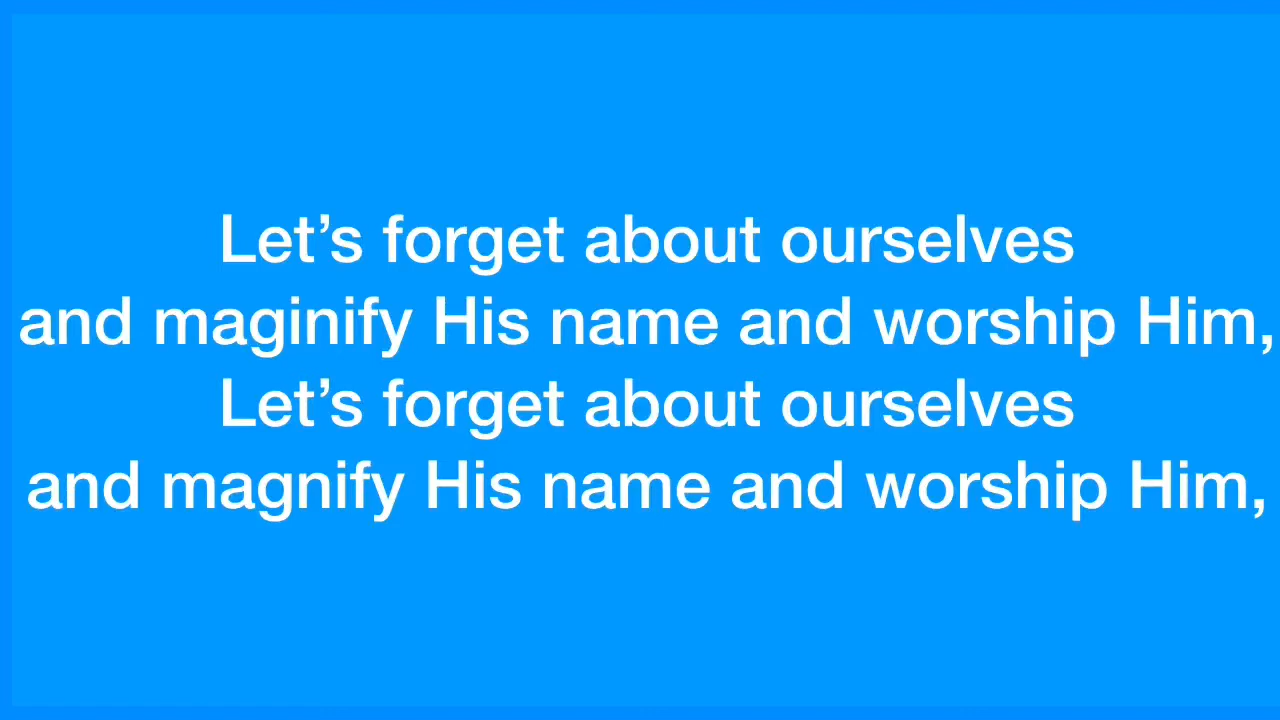 Let’s forget about ourselves
and maginify His name and worship Him,
Let’s forget about ourselves
and magnify His name and worship Him,